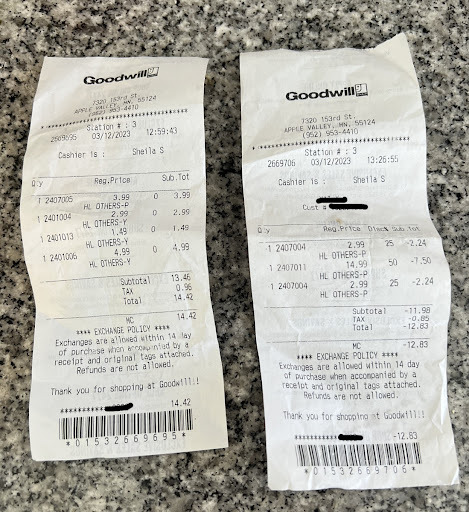 Goodwill
7320 153rd St
APPLE VALLEY, MN. 55124
(952) 953-4410
************************************
Station # : 3
2669695 03/12/2023 12:59:43
Cashier is : Sheila S
Qty Reg.Price Sub.Tot
1 2407005 3.99 0 3.99
HL OTHERS-P
1 2401004 2.99 0 2.99
HL OTHERS-Y
1 2401013 1.49 0 1.49
HL OTHERS-Y
1 2401006 4.99 0 4.99
HL OTHERS-Y
Subtotal 13.46
TAX 0.96
Total 14.42
MC 14.42
**** EXCHANGE POLICY ****
Exchanges are allowed within 14 day
of purchase when accompanied by a
receipt and original tags attached.
Refunds are not allowed.
Thank you for shopping at Goodwill!!
************ 14.42
*01532669695*
Goodwill
7320 153rd St
APPLE VALLEY, MN. 55124
(952) 953-4410
************************************
Station # : 3
2669706 03/12/2023 13:26:55
Cashier is : Sheila S
Cust #
Qty Reg.Price Disc% Sub.Tot
1 2407004 2.99 25 -2.24
HL OTHERS-P
1 2407011 14.99 50 -7.50
HL OTHERS-P
1 2407004 2.99 25 -2.24
HL OTHERS-P
Subtotal -11.98
TAX -0.85
Total -12.83
MC -12.83
**** EXCHANGE POLICY ****
Exchanges are allowed within 14 day
of purchase when accompanied by a
receipt and original tags attached.
Refunds are not allowed.
Thank you for shopping at Goodwill!!
************ -12.83
*01532669706*